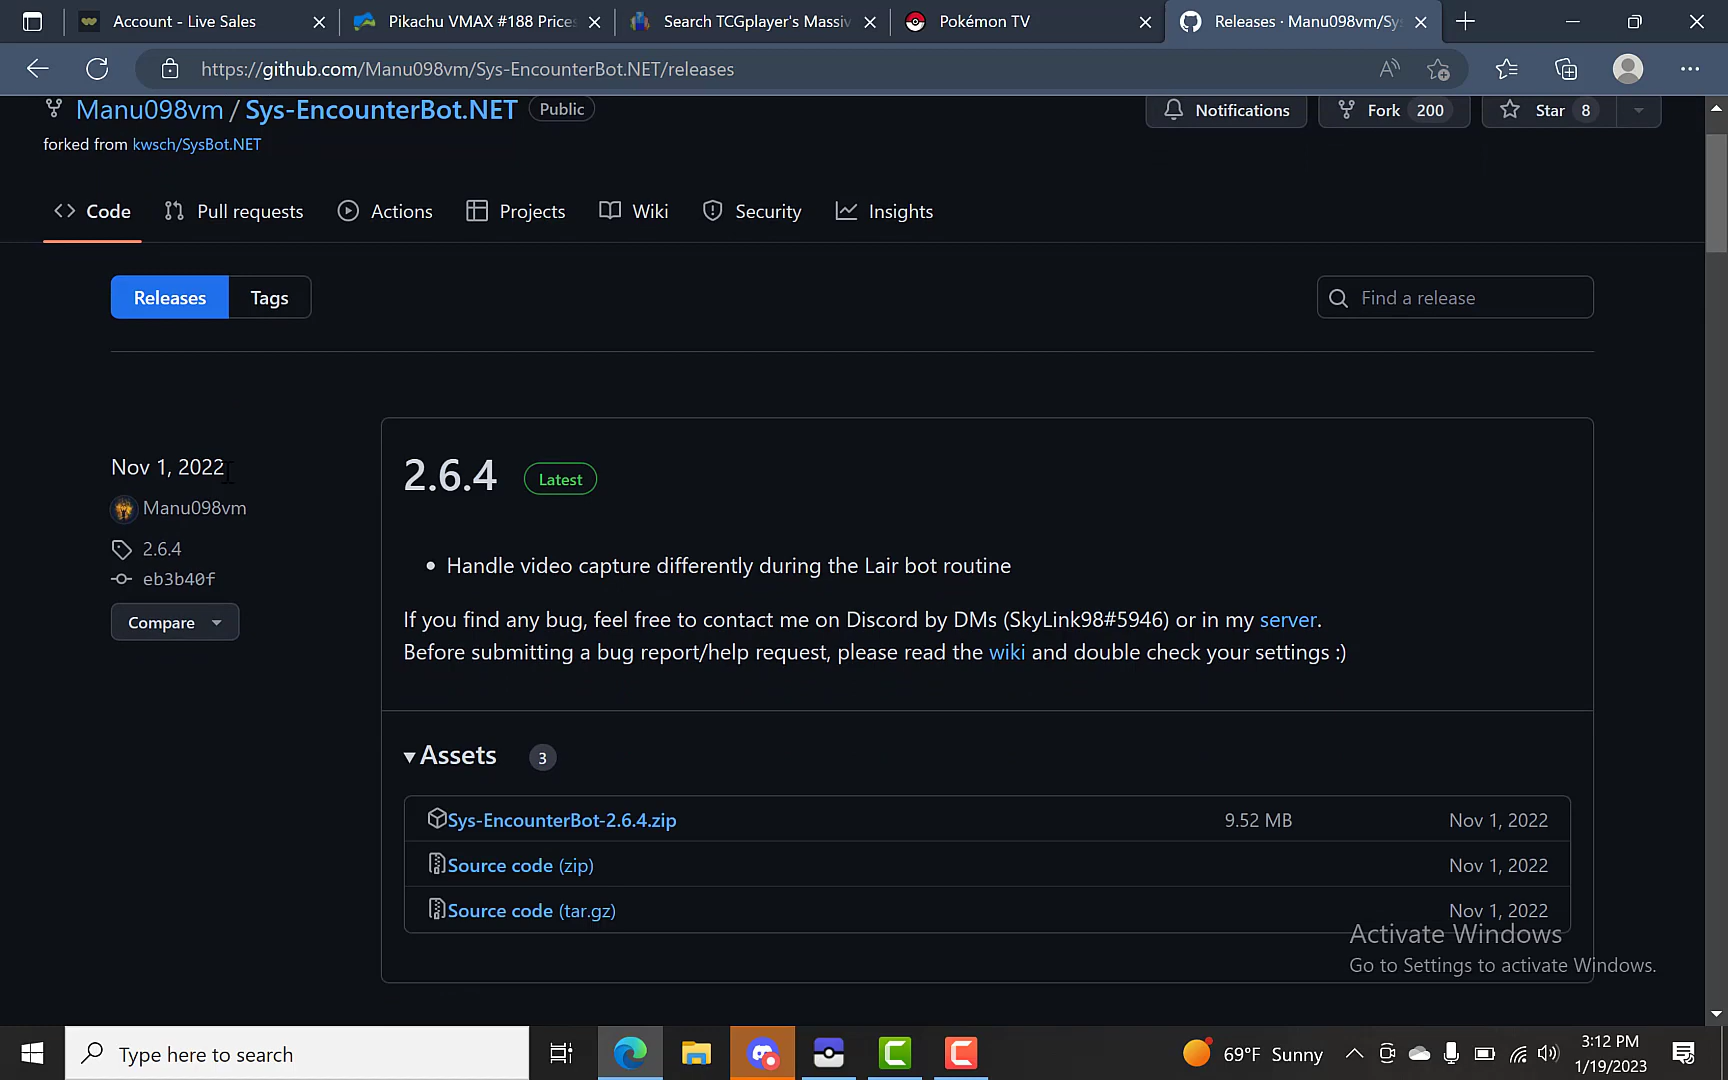 Account - Live Sales
Pikachu VMAX #188 Prices
Search TCGplayer's Massiv
Pokémon TV
Releases · Manu098vm/Sys
https://github.com/Manu098vm/Sys-EncounterBot.NET/releases
Manu098vm / Sys-EncounterBot.NET Public
Notifications
Fork 200
Star 8
forked from kwsch/SysBot.NET
Code
Pull requests
Actions
Projects
Wiki
Security
Insights
Releases
Tags
Find a release
Nov 1, 2022
Manu098vm
2.6.4
eb3b40f
Compare
2.6.4 Latest
• Handle video capture differently during the Lair bot routine
If you find any bug, feel free to contact me on Discord by DMs (SkyLink98#5946) or in my server.
Before submitting a bug report/help request, please read the wiki and double check your settings :)
Assets 3
Sys-EncounterBot-2.6.4.zip 9.52 MB Nov 1, 2022
Source code (zip) Nov 1, 2022
Source code (tar.gz) Nov 1, 2022
Activate Windows
Go to Settings to activate Windows.
Type here to search
69°F Sunny
3:12 PM
1/19/2023